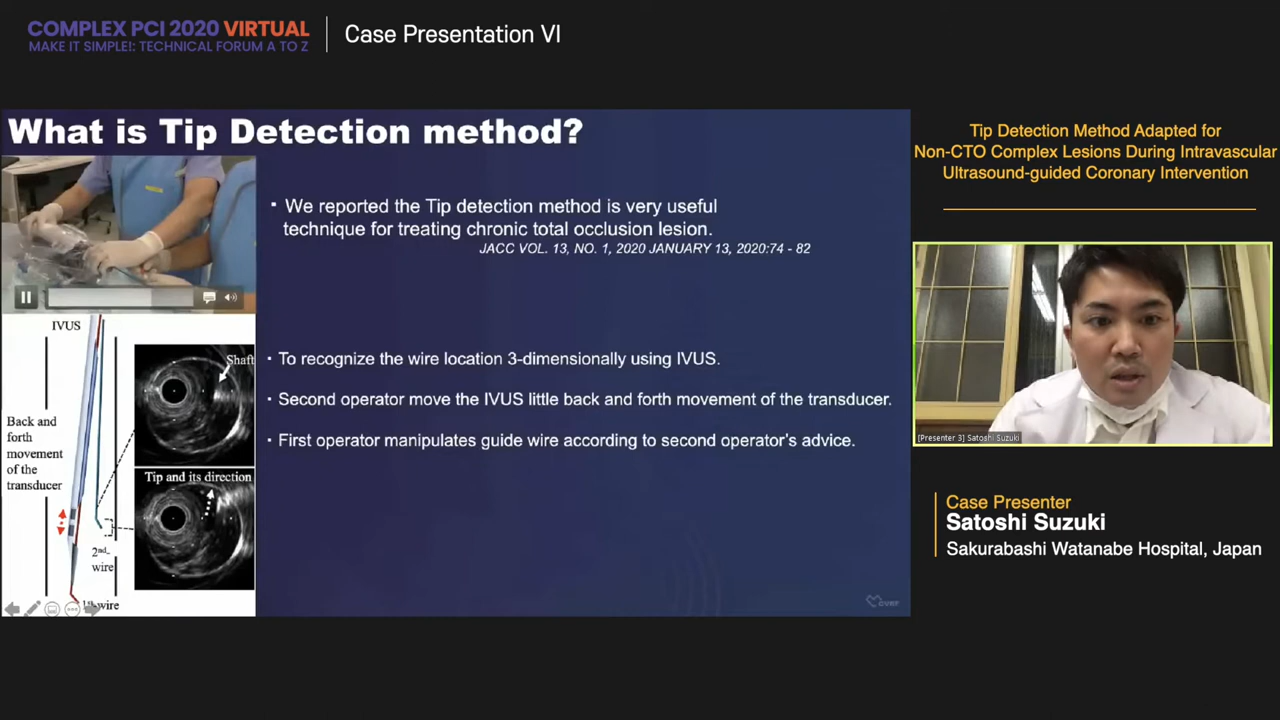 COMPLEX PCI 2020 VIRTUAL
MAKE IT SIMPLE!: TECHNICAL FORUM A TO Z
Case Presentation VI
What is Tip Detection method?
▪ We reported the Tip detection method is very useful
technique for treating chronic total occlusion lesion.
JACC VOL. 13, NO. 1, 2020 JANUARY 13, 2020:74 - 82
· To recognize the wire location 3-dimensionally using IVUS.
· Second operator move the IVUS little back and forth movement of the transducer.
· First operator manipulates guide wire according to second operator's advice.
IVUS
Shaft
Back and
forth
movement
of the
transducer
Tip and its direction
2nd-
wire
wire
CVRF
Tip Detection Method Adapted for
Non-CTO Complex Lesions During Intravascular
Ultrasound-guided Coronary Intervention
[Presenter 3] Satoshi Suzuki
Case Presenter
Satoshi Suzuki
Sakurabashi Watanabe Hospital, Japan